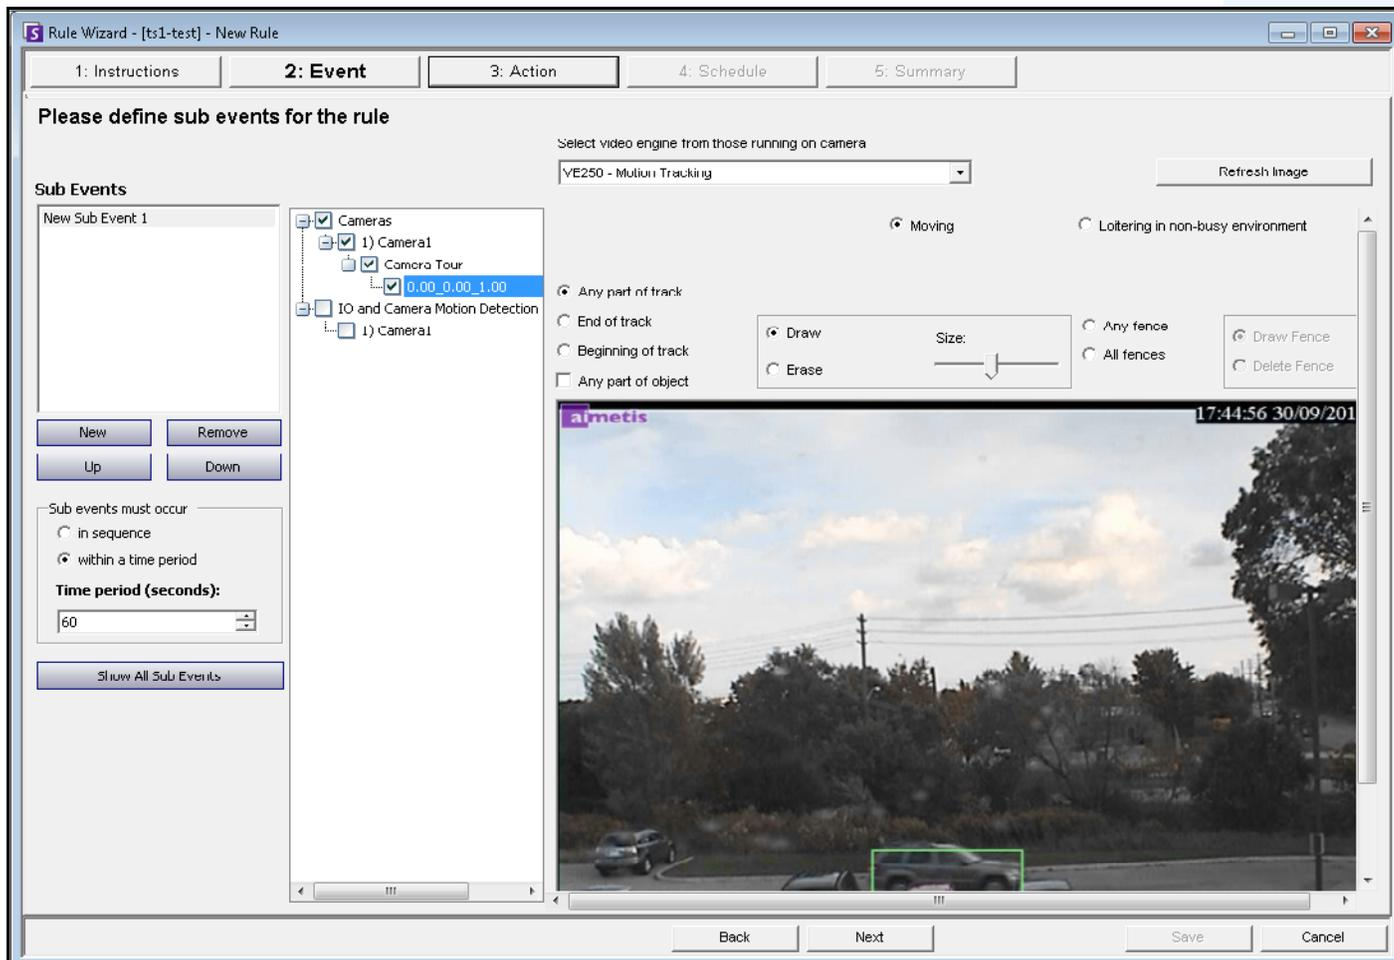 Rule Wizard - [ts1-test] - New Rule
1: Instructions
2: Event
3: Action
4: Schedule
5: Summary
Please define sub events for the rule
Select video engine from those running on camera
VE250 - Motion Tracking
Refresh Image
Sub Events
New Sub Event 1
New
Remove
Up
Down
Sub events must occur
in sequence
within a time period
Time period (seconds):
60
Show All Sub Events
Cameras
1) Camera1
Camera Tour
0.00_0.00_1.00
IO and Camera Motion Detection
1) Camera1
Moving
Loitering in non-busy environment
Any part of track
End of track
Beginning of track
Any part of object
Draw
Erase
Size:
Any fence
All fences
Draw Fence
Delete Fence
aimetis
17:44:56 30/09/201
Back
Next
Save
Cancel